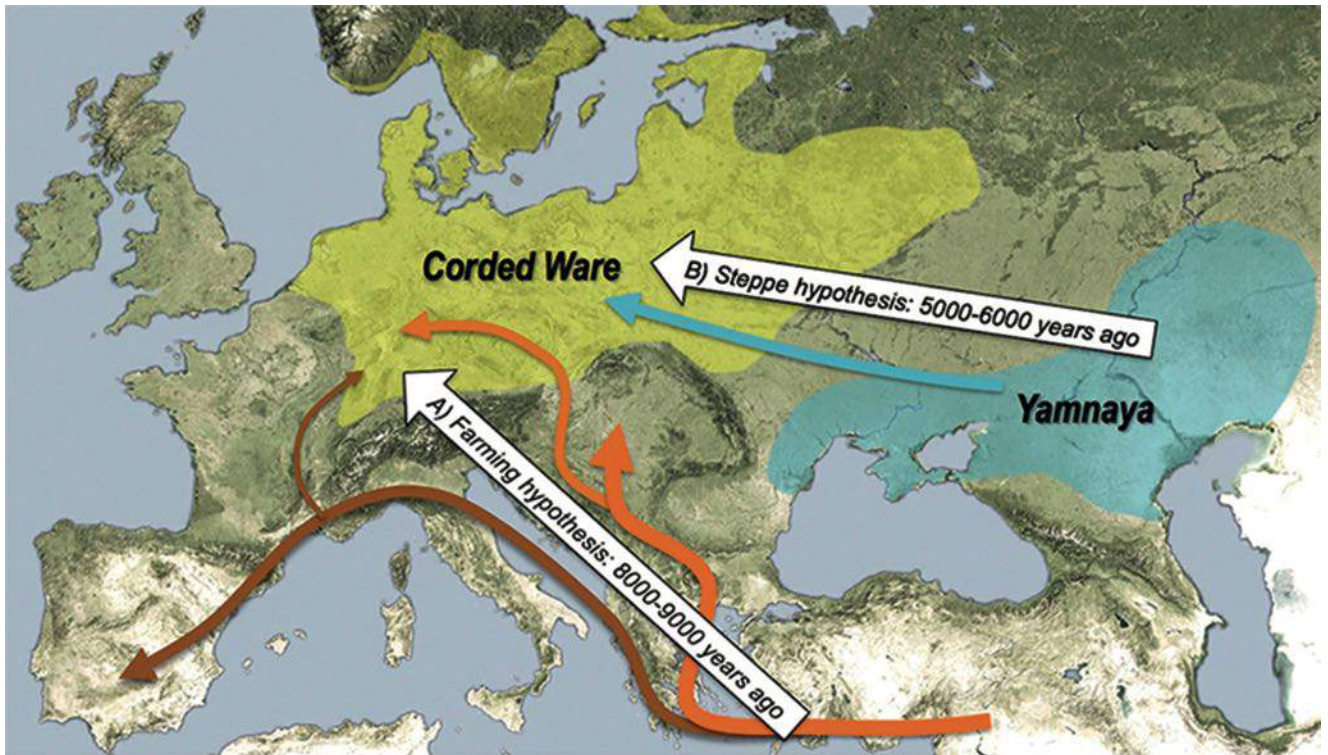 Corded Ware
B) Steppe hypothesis: 5000-6000 years ago
Yamnaya
A) Farming hypothesis: 8000-9000 years ago